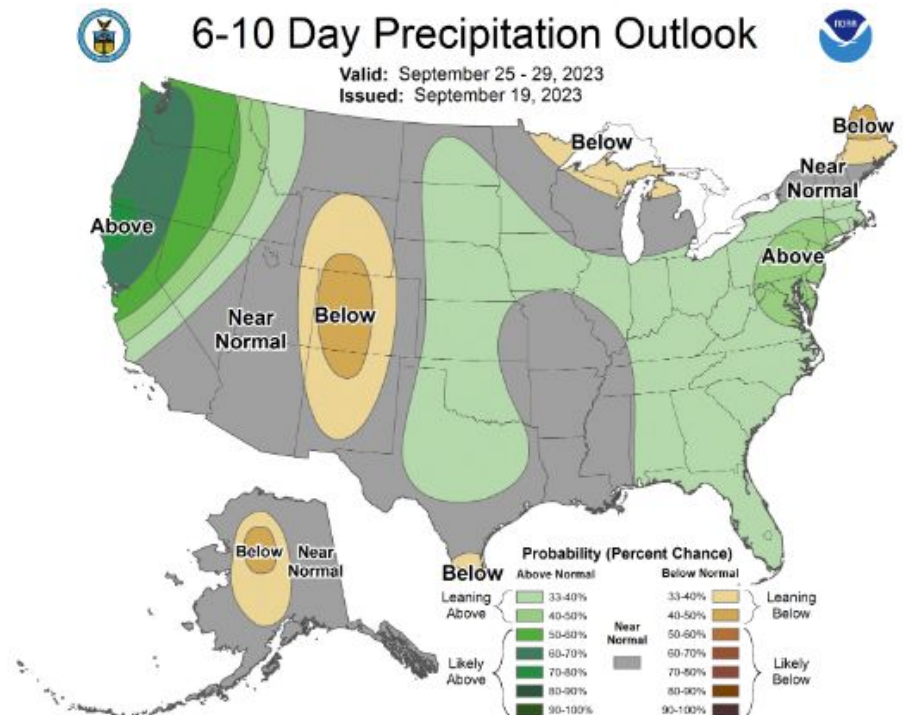 6-10 Day Precipitation Outlook
Valid: September 25 - 29, 2023
Issued: September 19, 2023
NOAA
Below
Below
Near
Normal
Above
Above
Near
Normal
Below
Below
Near
Normal
Below
Probability (Percent Chance)
Above Normal
Below Normal
Leaning
Above
33-40%
40-50%
Likely
Above
50-60%
60-70%
70-80%
80-90%
90-100%
Near
Normal
33-40%
40-50%
Leaning
Below
50-60%
60-70%
70-80%
80-90%
90-100%
Likely
Below